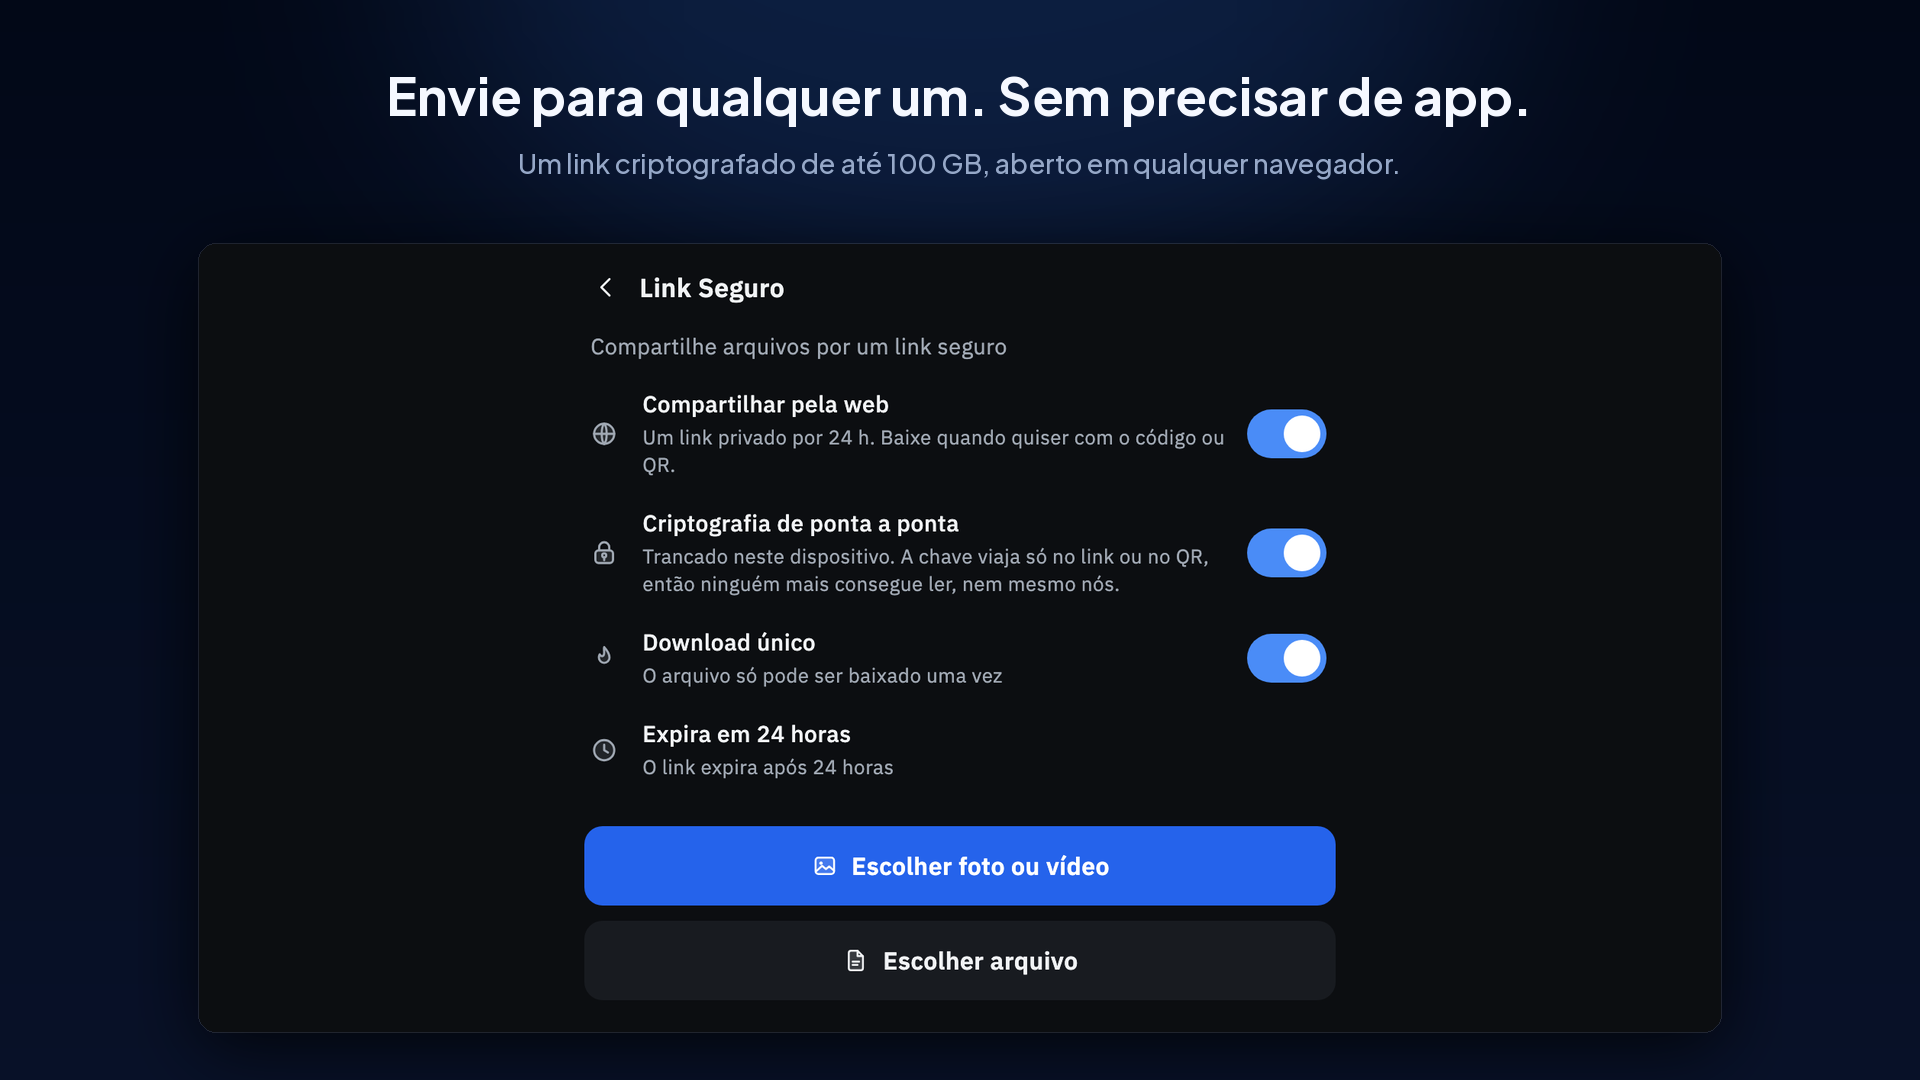 Envie para qualquer um. Sem precisar de app.
Um link criptografado de até 100 GB, aberto em qualquer navegador.
Link Seguro
Compartilhe arquivos por um link seguro
Compartilhar pela web
Um link privado por 24 h. Baixe quando quiser com o código ou
QR.
Criptografia de ponta a ponta
Trancado neste dispositivo. A chave viaja só no link ou no QR,
então ninguém mais consegue ler, nem mesmo nós.
Download único
O arquivo só pode ser baixado uma vez
Expira em 24 horas
O link expira após 24 horas
Escolher foto ou vídeo
Escolher arquivo